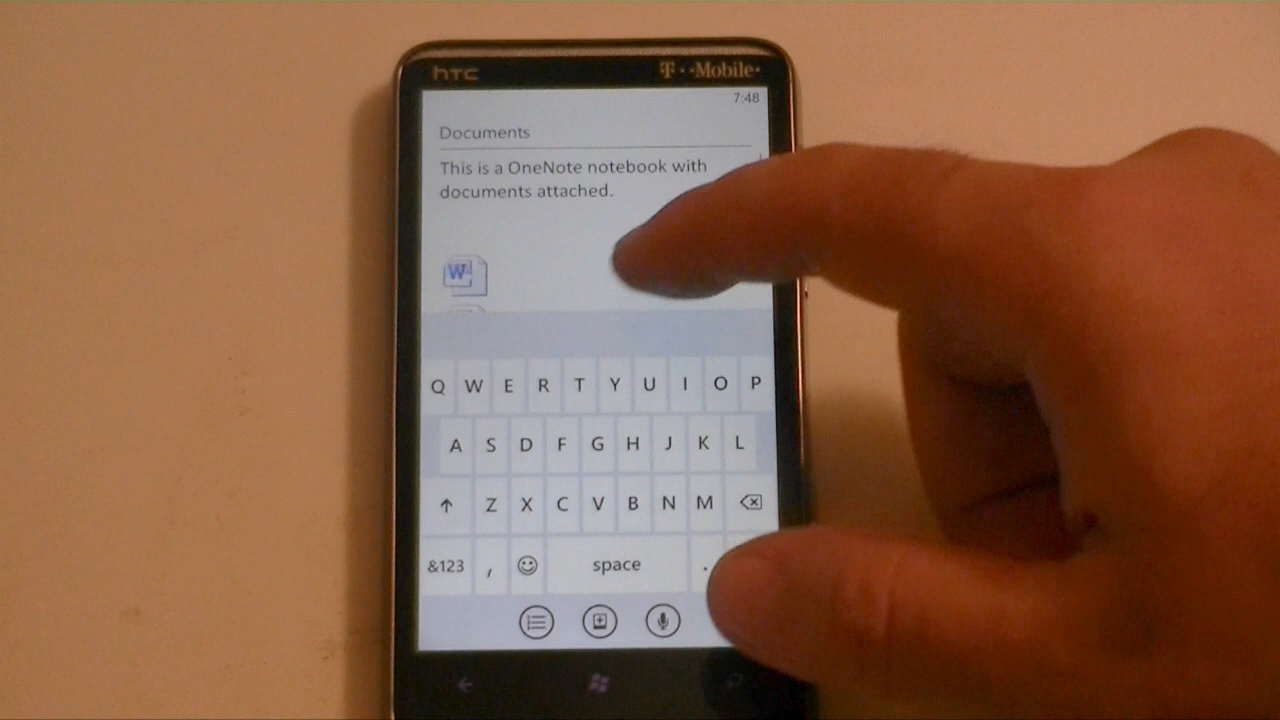 hTC
T··Mobile·
7:48
Documents
This is a OneNote notebook with
documents attached.
W
Q W E R T Y U I O P
A S D F G H J K L
Z X C V B N M
&123 , space .